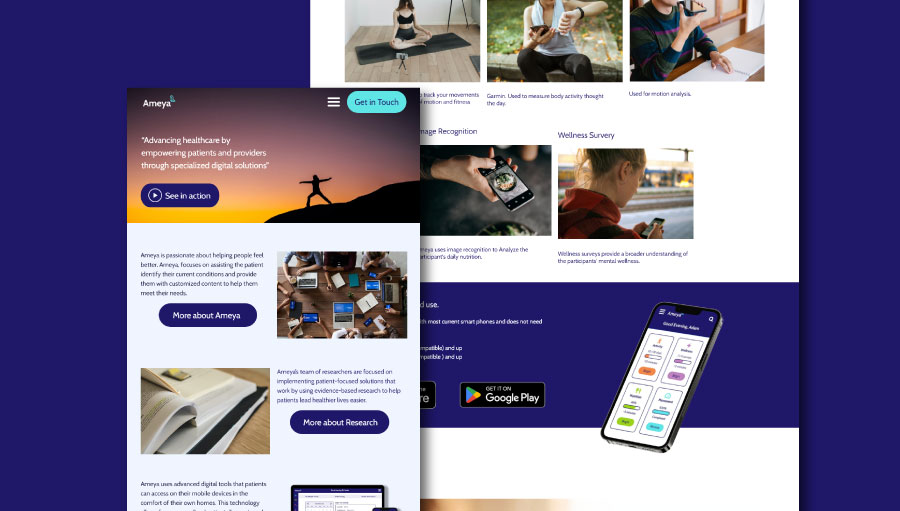 Ameya
Get in Touch
"Advancing healthcare by
empowering patients and providers
through specialized digital solutions"
See in action
Ameya is passionate about helping people feel
better. Ameya, focuses on assisting the patient
identify their current conditions and provide
them with customized content to help them
meet their needs.
More about Ameya
Ameya's team of researchers are focused on
implementing patient-focused solutions that
work by using evidence-based research to help
patients lead healthier lives easier.
More about Research
Ameya uses advanced digital tools that patients
can access on their mobile devices in the
comfort of their own homes. This technology
to track your movements
motion and fitness
Garmin. Used to measure body activity thought
the day.
Used for motion analysis.
mage Recognition
Wellness Survery
meya uses image recognition to Analyze the
articipant's daily nutrition.
Wellness surveys provide a broader understanding of
the participants' mental wellness.
d use.
th most current smart phones and does not need
mpatible) and up
mpatible ) and up
re
GET IT ON
Google Play
Ameya
Good Evening, Adam